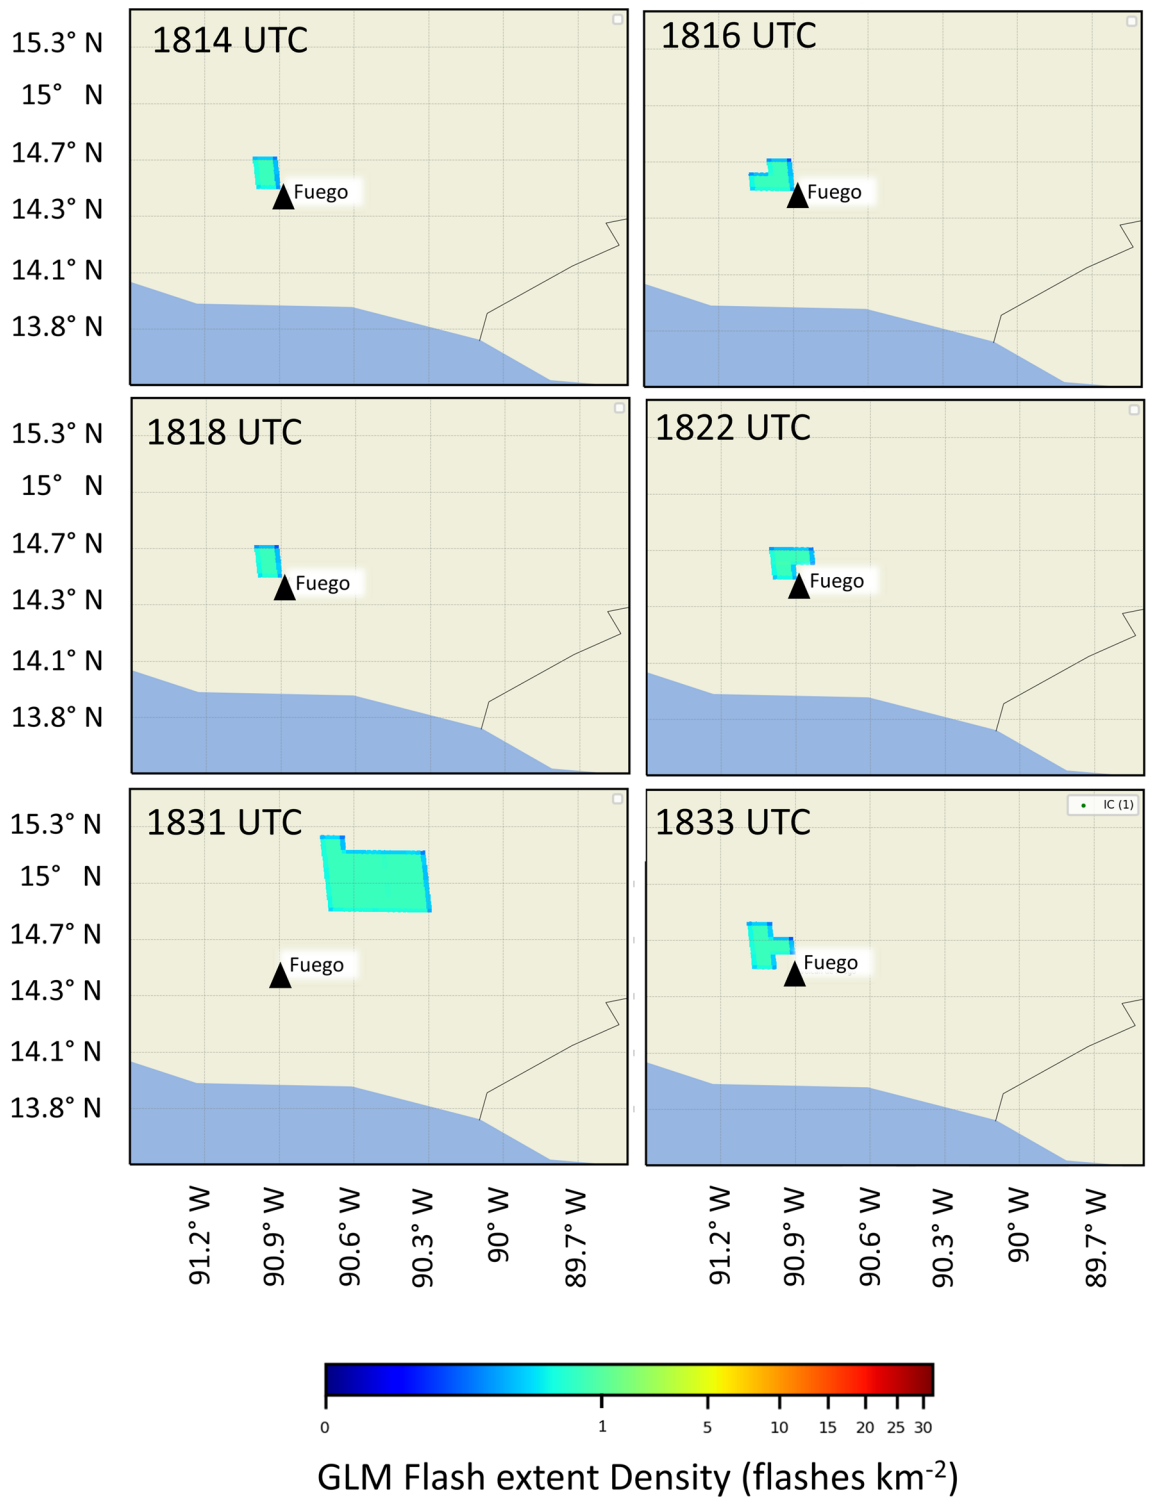 1814 UTC
1816 UTC
15.3° N
15° N
14.7° N
14.3° N
14.1° N
13.8° N
Fuego
Fuego
1818 UTC
1822 UTC
15.3° N
15° N
14.7° N
14.3° N
14.1° N
13.8° N
Fuego
Fuego
1831 UTC
1833 UTC
IC (1)
15.3° N
15° N
14.7° N
14.3° N
14.1° N
13.8° N
Fuego
Fuego
91.2° W
90.9° W
90.6° W
90.3° W
90° W
89.7° W
91.2° W
90.9° W
90.6° W
90.3° W
90° W
89.7° W
0 1 5 10 15 20 25 30
GLM Flash extent Density (flashes km⁻²)